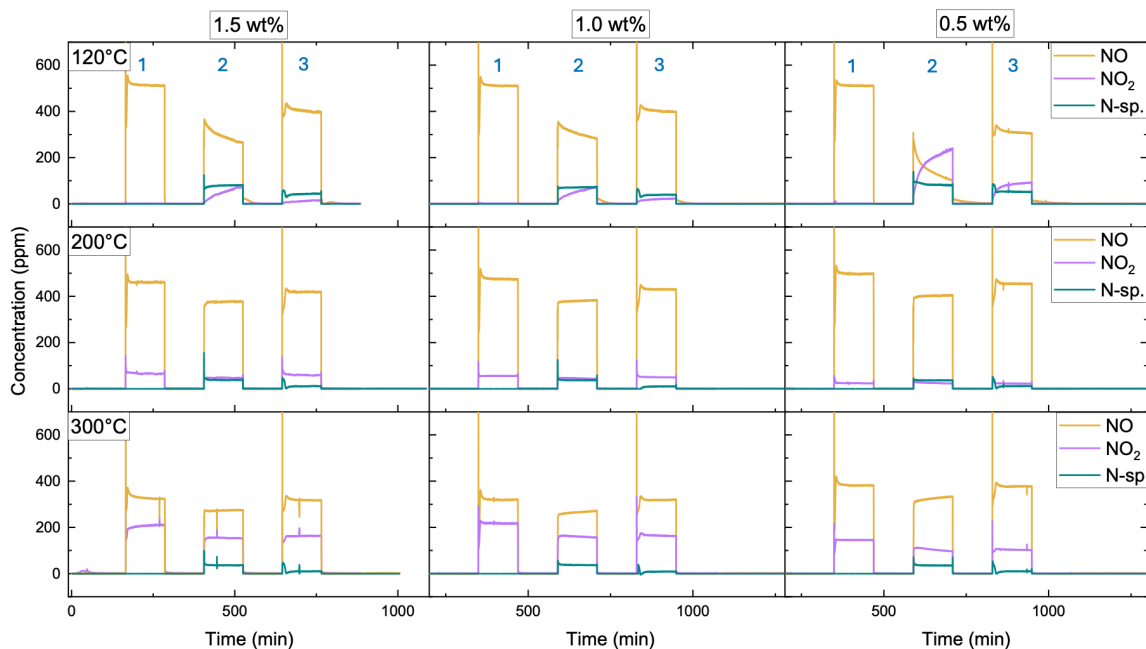 1.5 wt%
1.0 wt%
0.5 wt%
120°C
1
2
3
1
2
3
1
2
3
NO
NO2
N-sp.
600
400
200
0
200°C
NO
NO2
N-sp.
600
400
200
0
Concentration (ppm)
300°C
NO
NO2
N-sp
600
400
200
0
0
500
1000
500
1000
500
1000
Time (min)
Time (min)
Time (min)